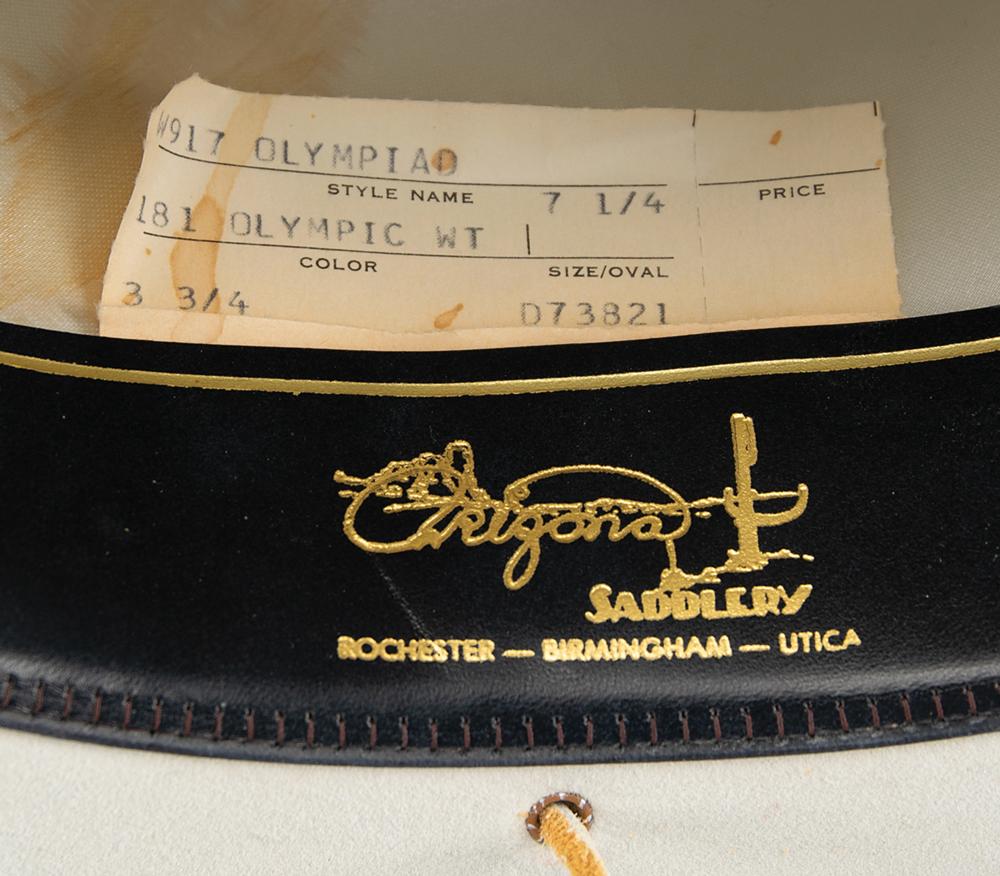 W917 OLYMPIAD
STYLE NAME
PRICE
7 1/4
181 OLYMPIC WT
COLOR
SIZE/OVAL
3 3/4 D73821
Arizona
SADDLERY
ROCHESTER — BIRMINGHAM — UTICA